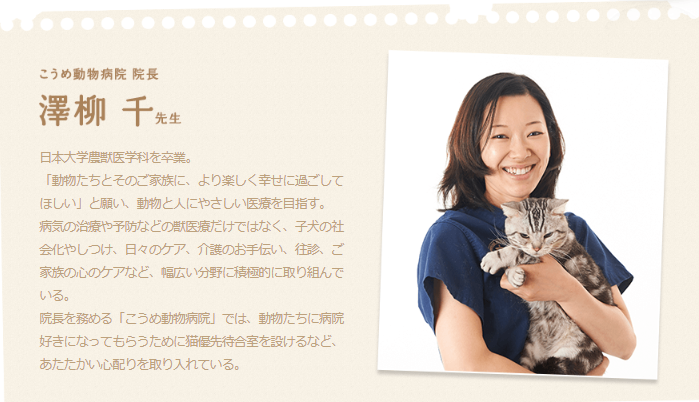 こうめ動物病院 院長
澤柳 千先生
日本大学農獣医学科を卒業。
「動物たちとそのご家族に、より楽しく幸せに過ごして
ほしい」と願い、動物と人にやさしい医療を目指す。
病気の治療や予防などの獣医療だけではなく、子犬の社
会化やしつけ、日々のケア、介護のお手伝い、往診、ご
家族の心のケアなど、幅広い分野に積極的に取り組んで
いる。
院長を務める「こうめ動物病院」では、動物たちに病院
好きになってもらうために猫優先待合室を設けるなど、
あたたかい心配りを取り入れている。